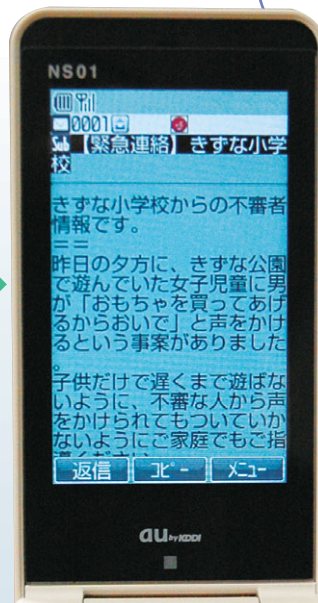 NS01
0001
Sub 【緊急連絡】きずな小学
校
きずな小学校からの不審者
情報です。
==
昨日の夕方に、きずな公園
で遊んでいた女子児童に男
が「おもちゃを買ってあげ
るからおいで」と声をかけ
るという事案がありました
。
子供だけで遅くまで遊ばな
いように、不審な人から声
をかけられてもついていか
ないようにご家庭でもご指
導ください
返信 コピー メニュー
au by KDDI